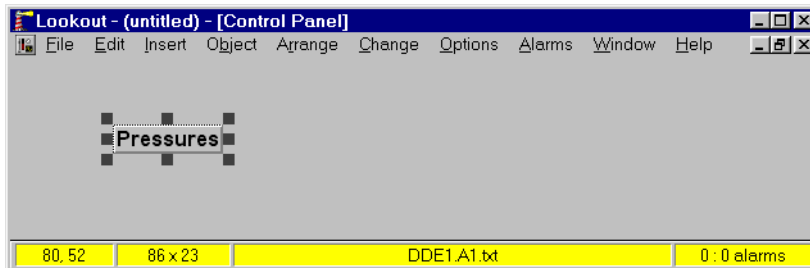 Lookout - (untitled) - [Control Panel]
File Edit Insert Object Arrange Change Options Alarms Window Help
Pressures
80, 52 86 x 23 DDE1.A1.txt 0 : 0 alarms